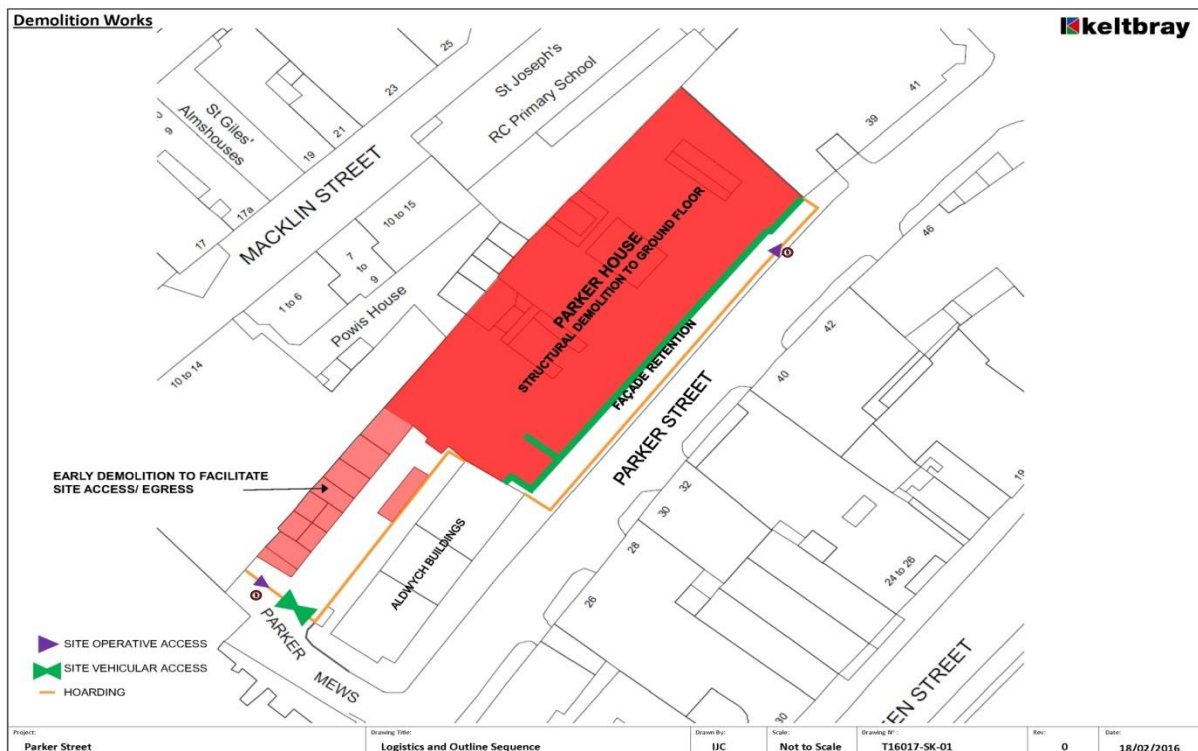 Demolition Works
keltbray
25
23
21
19
17a
17
St Giles'
Almshouses
9
MACKLIN STREET
St Joseph's
RC Primary School
41
39
10 to 15
7
to
9
1 to 6
Powis House
10 to 14
PARKER HOUSE
STRUCTURAL DEMOLITION TO GROUND FLOOR
FAÇADE RETENTION
PARKER STREET
46
42
40
32
30
28
26
19
24 to 26
EARLY DEMOLITION TO FACILITATE
SITE ACCESS/ EGRESS
ALDWYCH BUILDINGS
PARKER
MEWS
EEN STREET
30
SITE OPERATIVE ACCESS
SITE VEHICULAR ACCESS
HOARDING
Project:
Parker Street
Drawing Title:
Logistics and Outline Sequence
Drawn By:
IJC
Scale:
Not to Scale
Drawing Nº:
T16017-SK-01
Rev:
0
Date:
18/02/2016